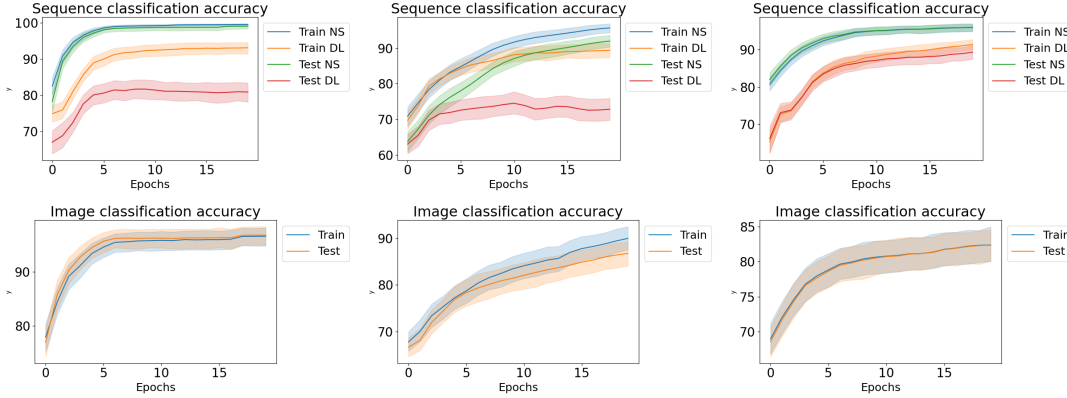 Sequence classification accuracy
100
90
80
70
y
0 5 10 15
Epochs
Train NS
Train DL
Test NS
Test DL
Sequence classification accuracy
100
90
80
70
60
y
0 5 10 15
Epochs
Train NS
Train DL
Test NS
Test DL
Sequence classification accuracy
100
90
80
70
y
0 5 10 15
Epochs
Train NS
Train DL
Test NS
Test DL
Image classification accuracy
90
80
y
0 5 10 15
Epochs
Train
Test
Image classification accuracy
90
80
70
y
0 5 10 15
Epochs
Train
Test
Image classification accuracy
85
80
75
70
y
0 5 10 15
Epochs
Train
Test